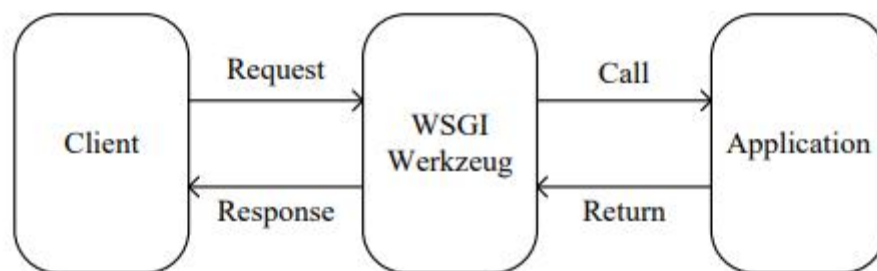 Client
Request
Response
WSGI
Werkzeug
Call
Return
Application